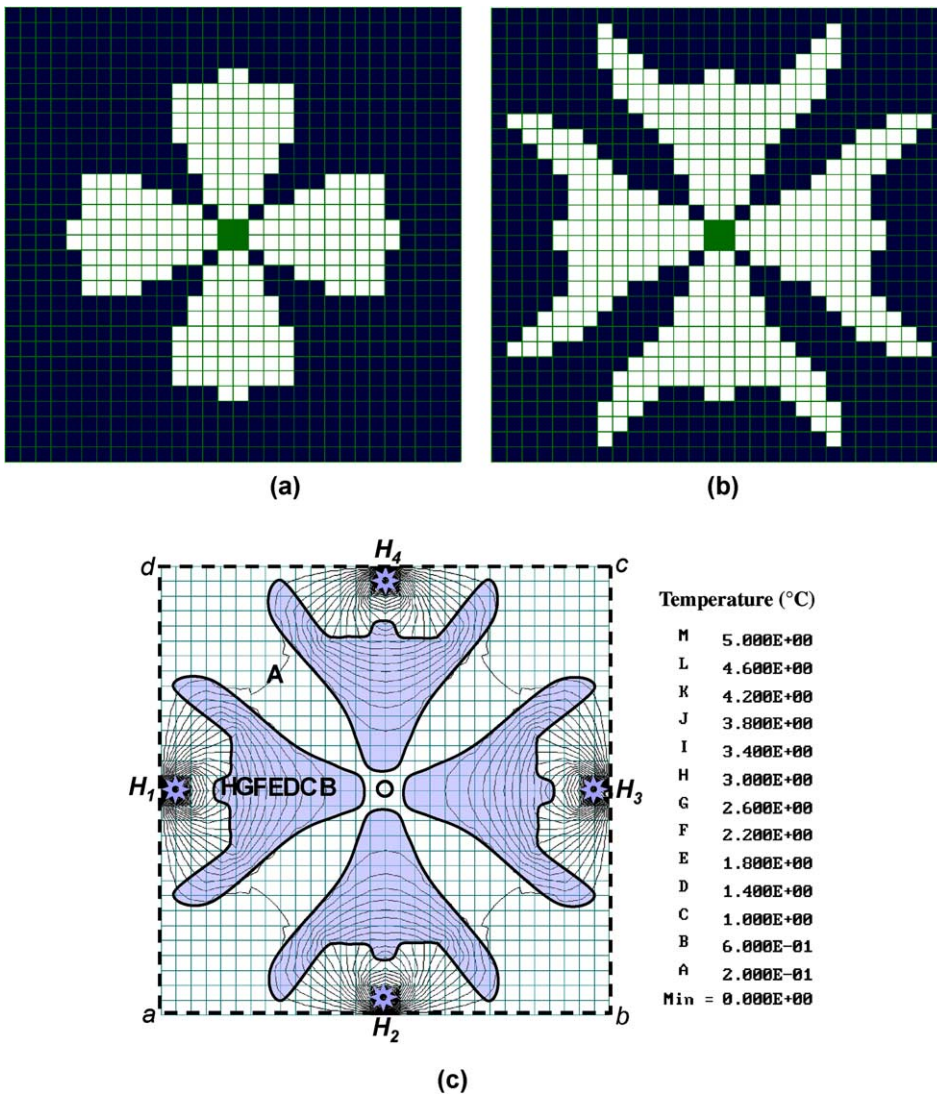 (a)
(b)
d
H4
c
Temperature (°C)
M 5.000E+00
L 4.600E+00
K 4.200E+00
J 3.800E+00
I 3.400E+00
H 3.000E+00
G 2.600E+00
F 2.200E+00
E 1.800E+00
D 1.400E+00
C 1.000E+00
B 6.000E-01
A 2.000E-01
Min = 0.000E+00
A
H1
HGFEDCB
O
H3
a
H2
b
(c)